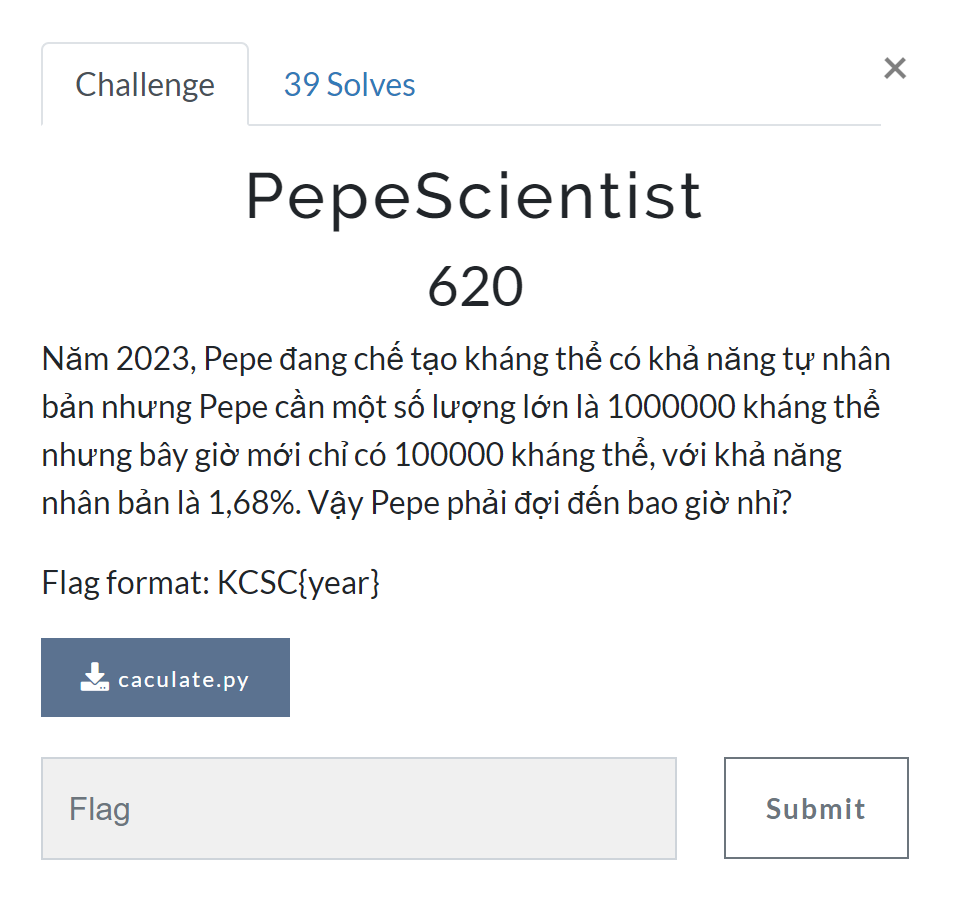 Challenge
39 Solves
×
PepeScientist
620
Năm 2023, Pepe đang chế tạo kháng thể có khả năng tự nhân
bản nhưng Pepe cần một số lượng lớn là 1000000 kháng thể
nhưng bây giờ mới chỉ có 100000 kháng thể, với khả năng
nhân bản là 1,68%. Vậy Pepe phải đợi đến bao giờ nhỉ?
Flag format: KCSC{year}
caculate.py
Flag
Submit